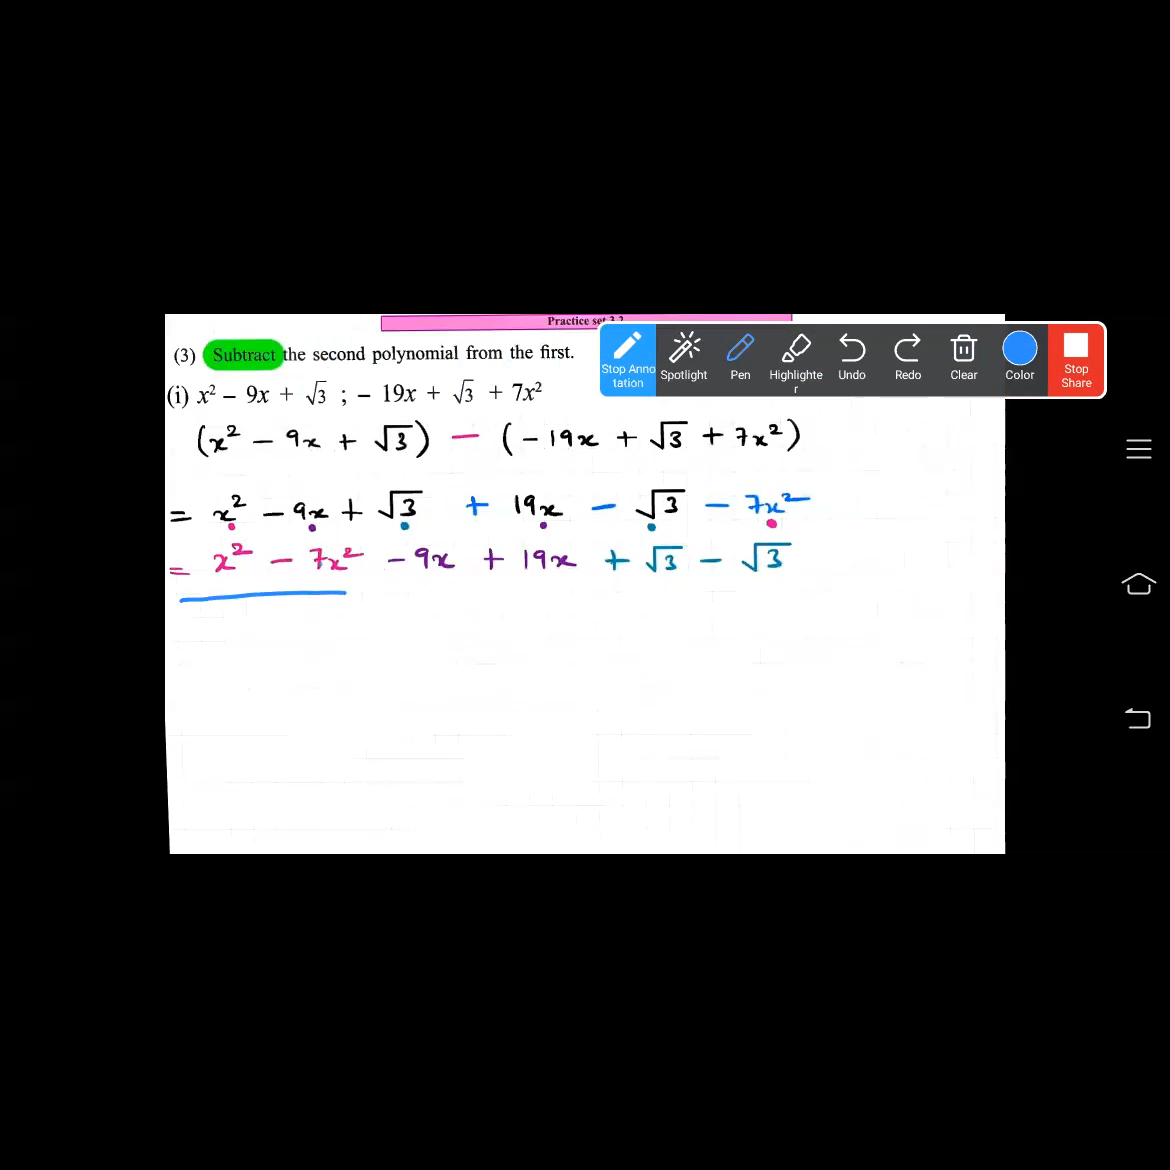 Practice set 3.2
(3) Subtract the second polynomial from the first.
(i) x² – 9x + √3 ; – 19x + √3 + 7x²
(x² – 9x + √3) – (– 19x + √3 + 7x²)
= x² – 9x + √3 + 19x – √3 – 7x²
= x² – 7x² – 9x + 19x + √3 – √3
Stop Annotation
Spotlight
Pen
Highlighter
Undo
Redo
Clear
Color
Stop Share